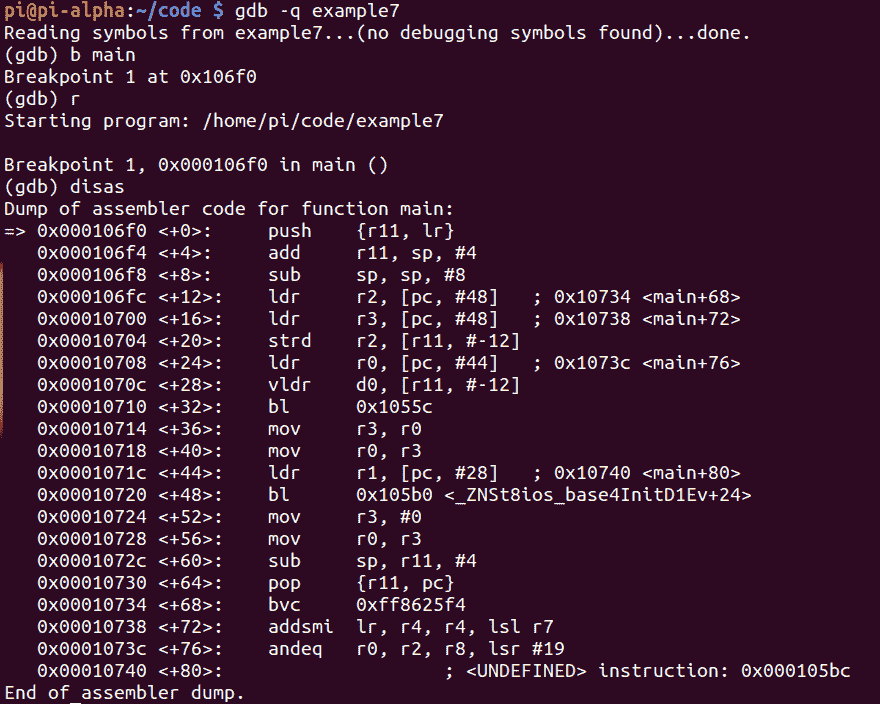 pi@pi-alpha:~/code $ gdb -q example7
Reading symbols from example7...(no debugging symbols found)...done.
(gdb) b main
Breakpoint 1 at 0x106f0
(gdb) r
Starting program: /home/pi/code/example7
Breakpoint 1, 0x000106f0 in main ()
(gdb) disas
Dump of assembler code for function main:
=> 0x000106f0 <+0>:     push    {r11, lr}
   0x000106f4 <+4>:     add     r11, sp, #4
   0x000106f8 <+8>:     sub     sp, sp, #8
   0x000106fc <+12>:    ldr     r2, [pc, #48]   ; 0x10734 <main+68>
   0x00010700 <+16>:    ldr     r3, [pc, #48]   ; 0x10738 <main+72>
   0x00010704 <+20>:    strd    r2, [r11, #-12]
   0x00010708 <+24>:    ldr     r0, [pc, #44]   ; 0x1073c <main+76>
   0x0001070c <+28>:    vldr    d0, [r11, #-12]
   0x00010710 <+32>:    bl      0x1055c
   0x00010714 <+36>:    mov     r3, r0
   0x00010718 <+40>:    mov     r0, r3
   0x0001071c <+44>:    ldr     r1, [pc, #28]   ; 0x10740 <main+80>
   0x00010720 <+48>:    bl      0x105b0 <_ZNSt8ios_base4InitD1Ev+24>
   0x00010724 <+52>:    mov     r3, #0
   0x00010728 <+56>:    mov     r0, r3
   0x0001072c <+60>:    sub     sp, r11, #4
   0x00010730 <+64>:    pop     {r11, pc}
   0x00010734 <+68>:    bvc     0xff8625f4
   0x00010738 <+72>:    addsmi  lr, r4, r4, lsl r7
   0x0001073c <+76>:    andeq   r0, r2, r8, lsr #19
   0x00010740 <+80>:                    ; <UNDEFINED> instruction: 0x000105bc
End of assembler dump.